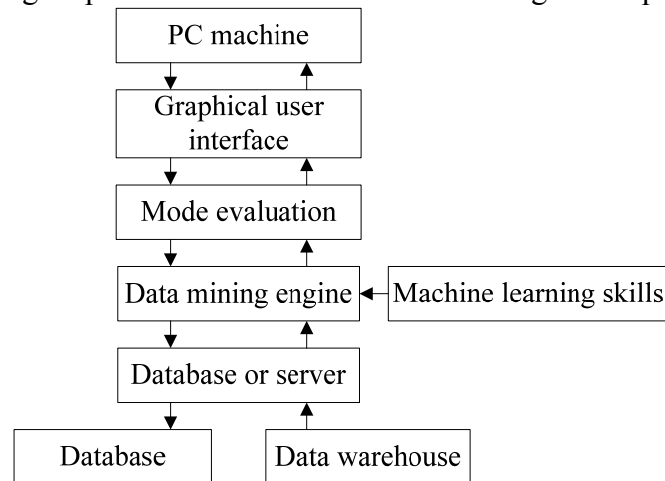 PC machine
Graphical user
interface
Mode evaluation
Data mining engine
Machine learning skills
Database or server
Database
Data warehouse